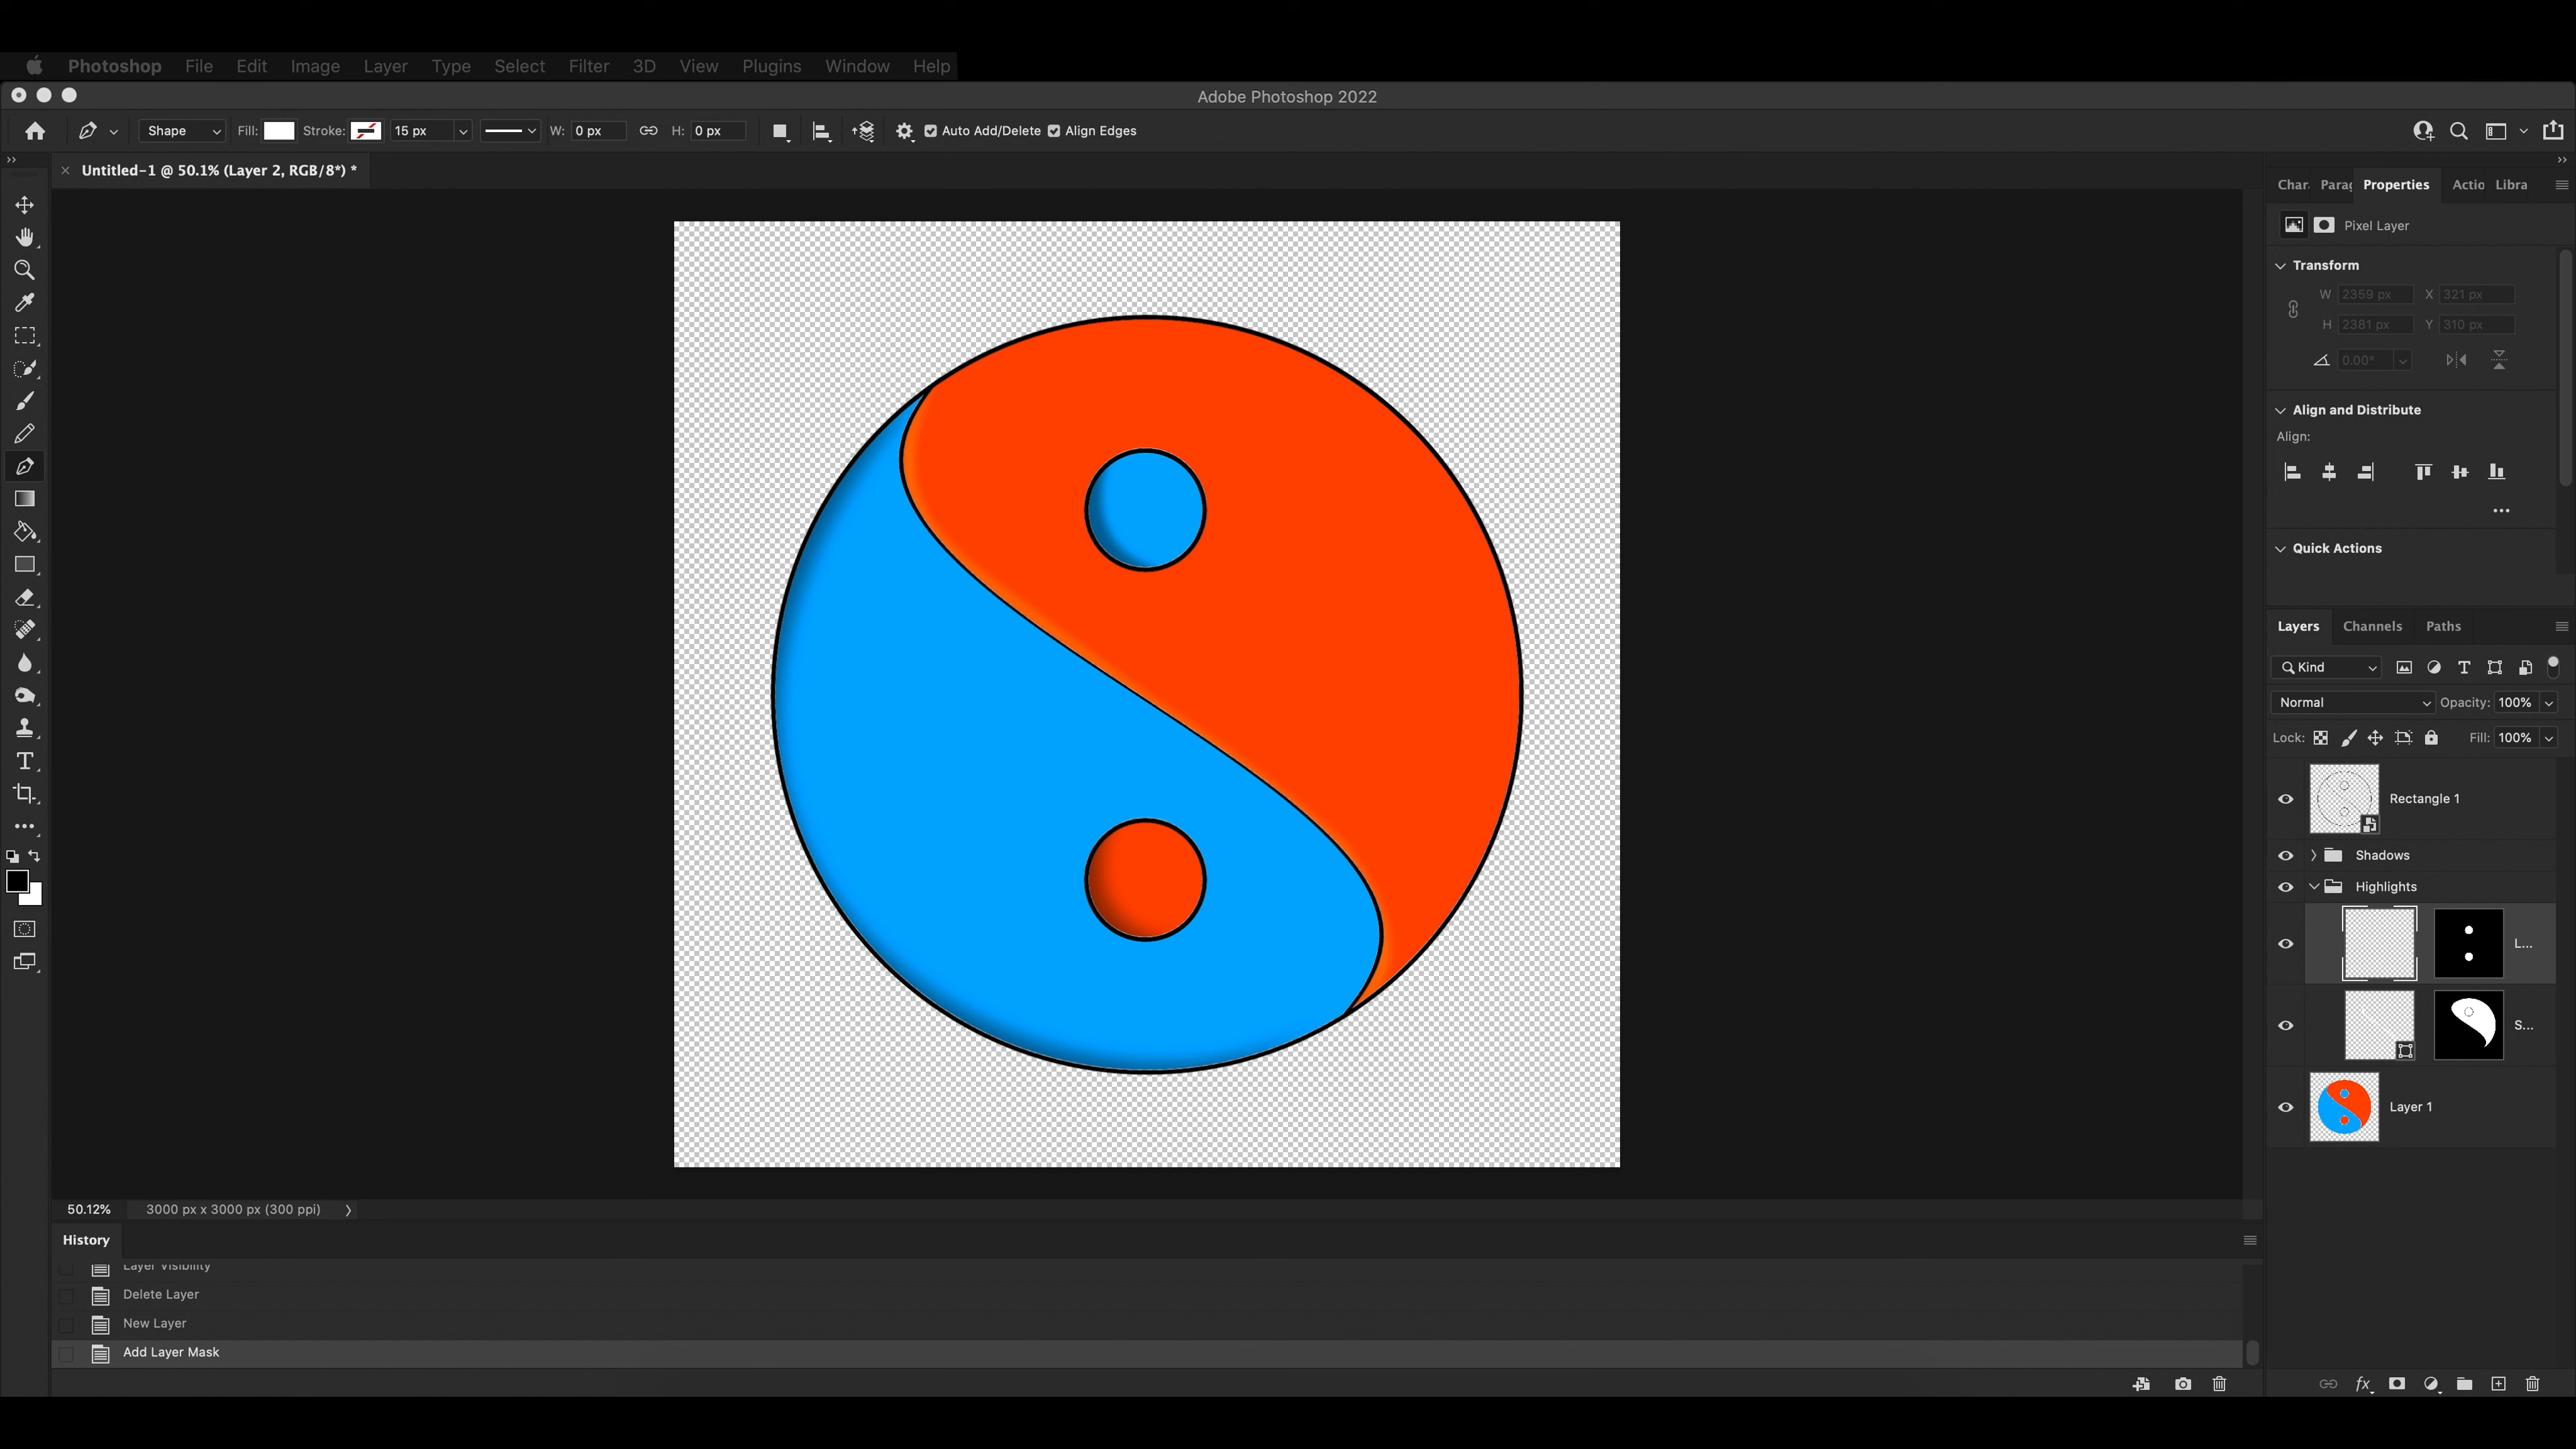 Photoshop File Edit Image Layer Type Select Filter 3D View Plugins Window Help
Adobe Photoshop 2022
Shape Fill: Stroke: 15 px W: 0 px H: 0 px Auto Add/Delete Align Edges
Untitled-1 @ 50.1% (Layer 2, RGB/8*) *
Char Parag Properties Actio Libra
Pixel Layer
Transform
W 2359 px X 321 px
H 2381 px Y 310 px
0.00°
Align and Distribute
Align:
Quick Actions
Layers Channels Paths
Kind
Normal Opacity: 100%
Lock: Fill: 100%
Rectangle 1
Shadows
Highlights
L...
S...
Layer 1
50.12% 3000 px x 3000 px (300 ppi)
History
Layer Visibility
Delete Layer
New Layer
Add Layer Mask